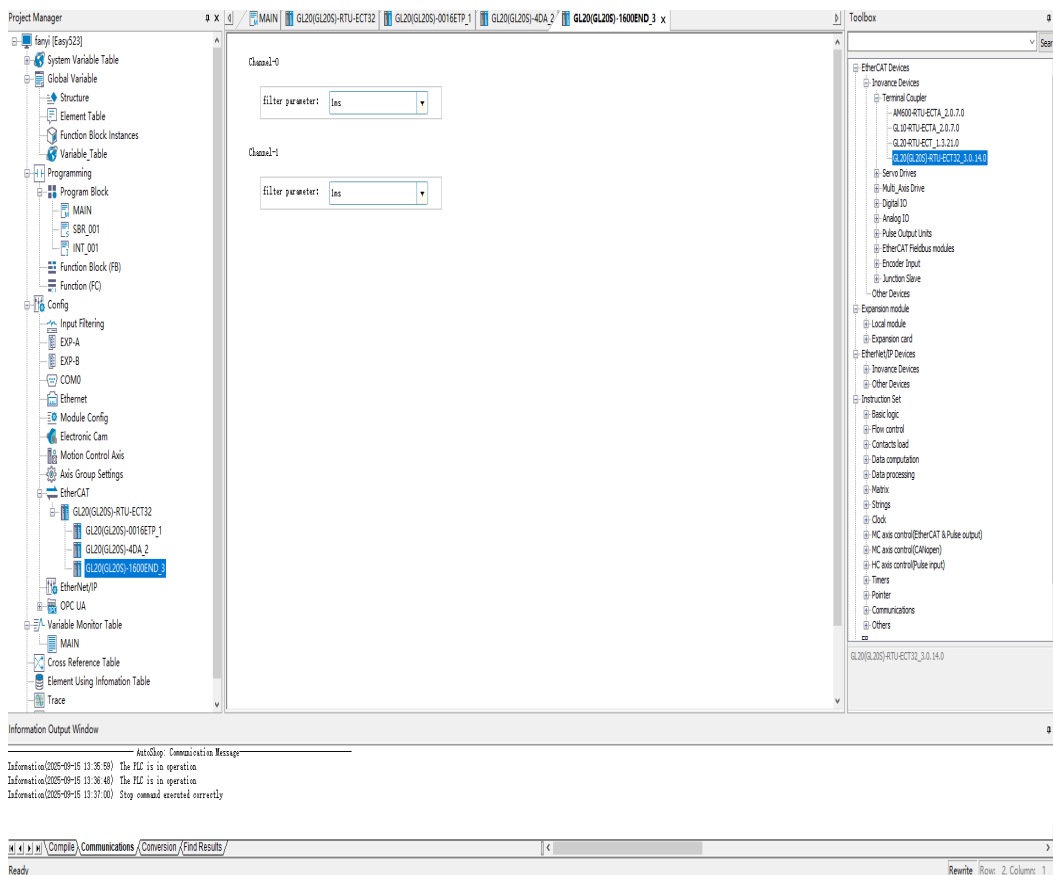 Project Manager
fanyi [Easy523]
System Variable Table
Global Variable
Structure
Element Table
Function Block Instances
Variable_Table
Programming
Program Block
MAIN
SBR_001
INT_001
Function Block (FB)
Function (FC)
Config
Input Filtering
EXP-A
EXP-B
COM0
Ethernet
Module Config
Electronic Cam
Motion Control Axis
Axis Group Settings
EtherCAT
GL20(GL20S)-RTU-ECT32
GL20(GL20S)-0016ETP_1
GL20(GL20S)-4DA_2
GL20(GL20S)-1600END_3
EtherNet/IP
OPC UA
Variable Monitor Table
MAIN
Cross Reference Table
Element Using Infomation Table
Trace
MAIN GL20(GL20S)-RTU-ECT32 GL20(GL20S)-0016ETP_1 GL20(GL20S)-4DA_2 GL20(GL20S)-1600END_3 x
Channel-0
filter parameter: 1ms
Channel-1
filter parameter: 1ms
Toolbox
Sear
EtherCAT Devices
Inovance Devices
Terminal Coupler
AM600-RTU-ECTA_2.0.7.0
GL10-RTU-ECTA_2.0.7.0
GL20-RTU-ECT_1.3.21.0
GL20(GL20S)-RTU-ECT32_3.0.14.0
Servo Drives
Multi_Axis Drive
Digital IO
Analog IO
Pulse Output Units
EtherCAT Fieldbus modules
Encoder Input
Junction Slave
Other Devices
Expansion module
Local module
Expansion card
EtherNet/IP Devices
Inovance Devices
Other Devices
Instruction Set
Basic logic
Flow control
Contacts load
Data computation
Data processing
Matrix
Strings
Clock
MC axis control(EtherCAT & Pulse output)
MC axis control(CANopen)
HC axis control(Pulse input)
Timers
Pointer
Communications
Others
GL20(GL20S)-RTU-ECT32_3.0.14.0
Information Output Window
AutoShop: Communication Message
Information(2025-09-15 13:35:59) The PLC is in operation
Information(2025-09-15 13:36:48) The PLC is in operation
Information(2025-09-15 13:37:00) Stop command executed correctly
Compile Communications Conversion Find Results
Ready
Rewrite Row: 2, Column: 1